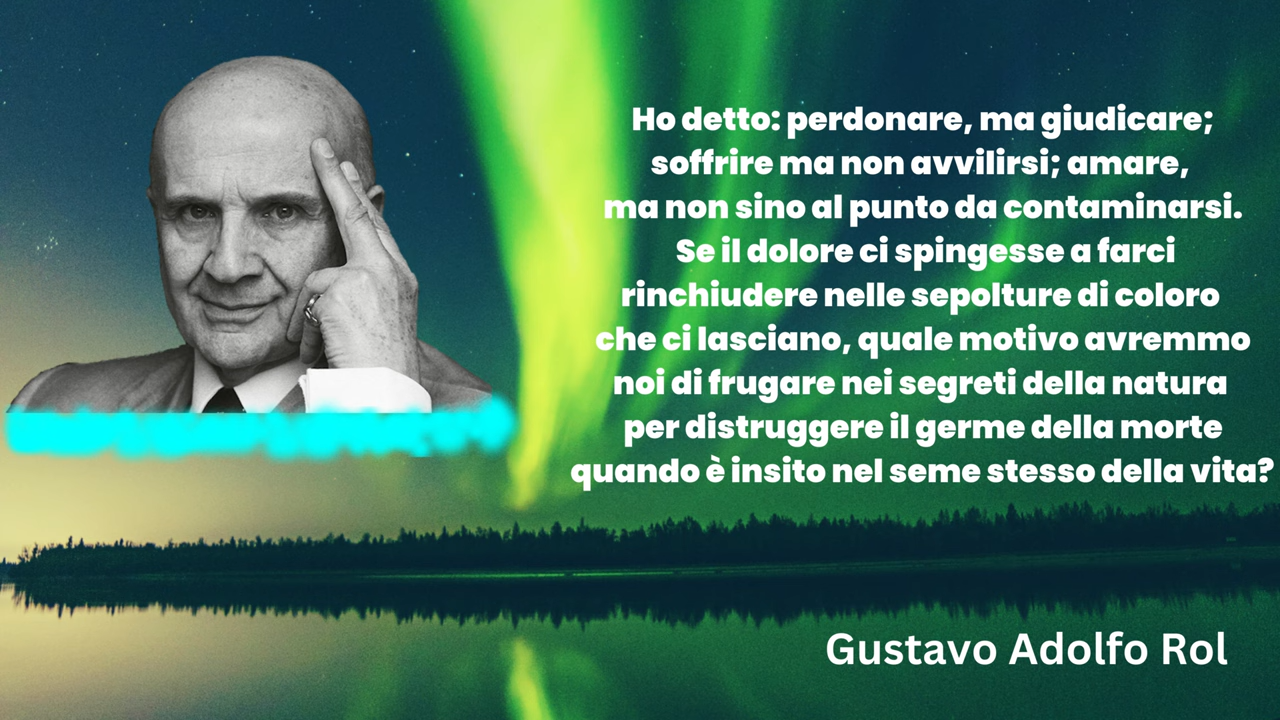 Ho detto: perdonare, ma giudicare;
soffrire ma non avvilirsi; amare,
ma non sino al punto da contaminarsi.
Se il dolore ci spingesse a farci
rinchiudere nelle sepolture di coloro
che ci lasciano, quale motivo avremmo
noi di frugare nei segreti della natura
per distruggere il germe della morte
quando è insito nel seme stesso della vita?
Gustavo Adolfo Rol